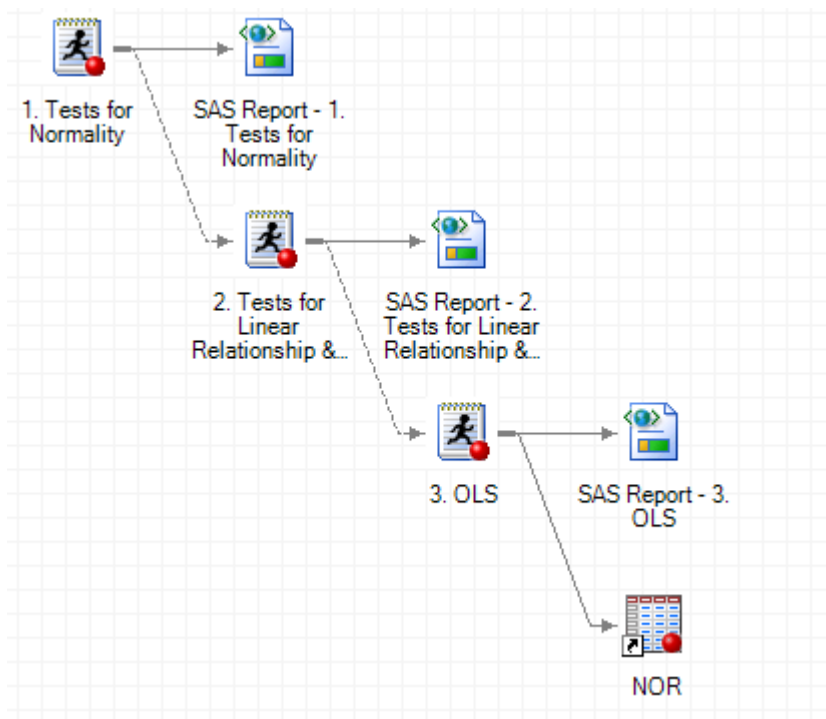 1. Tests for
Normality
SAS Report - 1.
Tests for
Normality
2. Tests for
Linear
Relationship &...
SAS Report - 2.
Tests for Linear
Relationship &...
3. OLS
SAS Report - 3.
OLS
NOR